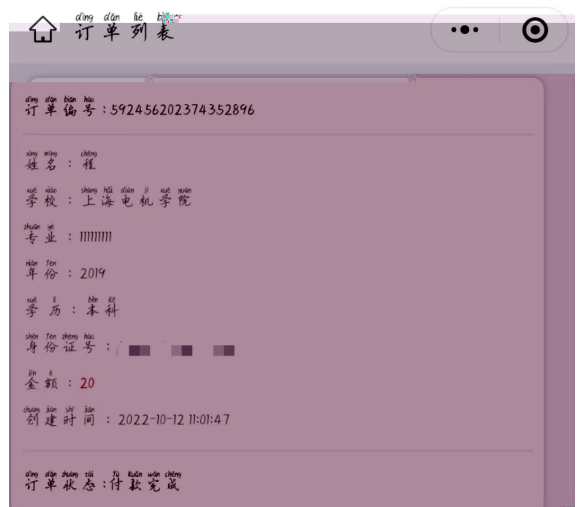 订单列表
订单编号:592456202374352896
姓名:程
学校:上海电机学院
专业:111111111
年份:2019
学历:本科
身份证号:
金额:20
创建时间:2022-10-12 11:01:47
订单状态:付款完成